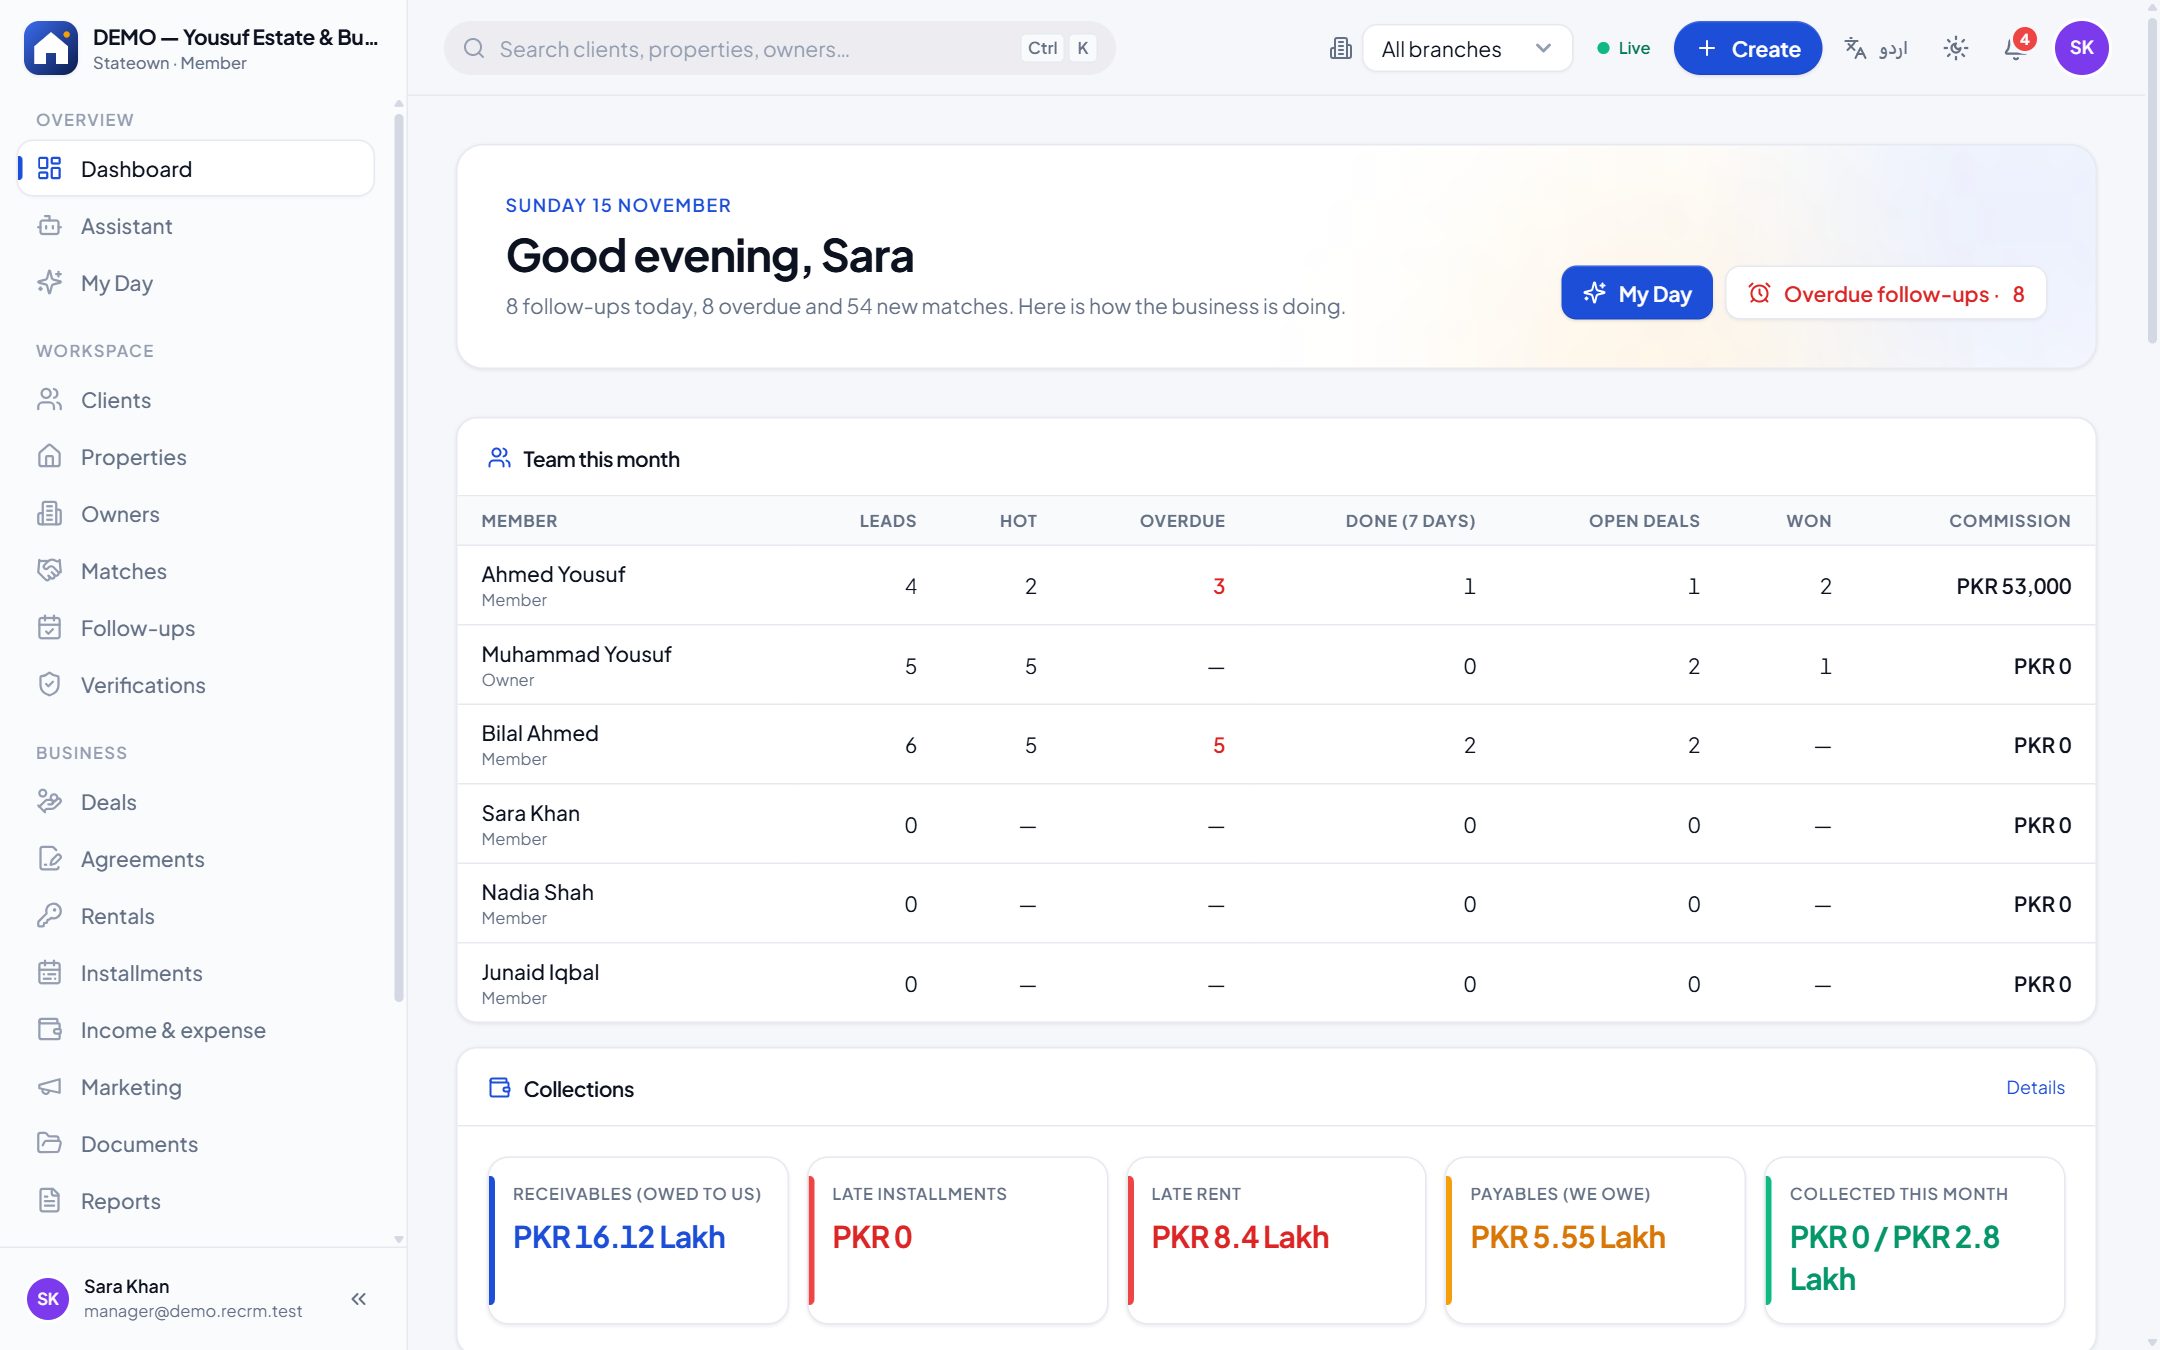 DEMO — Yousuf Estate & Bu...
Stateown · Member
Search clients, properties, owners...
Ctrl K
All branches
Live
+ Create
اردو
4
SK
OVERVIEW
Dashboard
Assistant
My Day
WORKSPACE
Clients
Properties
Owners
Matches
Follow-ups
Verifications
BUSINESS
Deals
Agreements
Rentals
Installments
Income & expense
Marketing
Documents
Reports
SK
Sara Khan
manager@demo.recrm.test
SUNDAY 15 NOVEMBER
Good evening, Sara
8 follow-ups today, 8 overdue and 54 new matches. Here is how the business is doing.
My Day
Overdue follow-ups · 8
Team this month
MEMBER LEADS HOT OVERDUE DONE (7 DAYS) OPEN DEALS WON COMMISSION
Ahmed Yousuf
Member
4 2 3 1 1 2 PKR 53,000
Muhammad Yousuf
Owner
5 5 — 0 2 1 PKR 0
Bilal Ahmed
Member
6 5 5 2 2 — PKR 0
Sara Khan
Member
0 — — 0 0 — PKR 0
Nadia Shah
Member
0 — — 0 0 — PKR 0
Junaid Iqbal
Member
0 — — 0 0 — PKR 0
Collections
Details
RECEIVABLES (OWED TO US)
PKR 16.12 Lakh
LATE INSTALLMENTS
PKR 0
LATE RENT
PKR 8.4 Lakh
PAYABLES (WE OWE)
PKR 5.55 Lakh
COLLECTED THIS MONTH
PKR 0 / PKR 2.8
Lakh